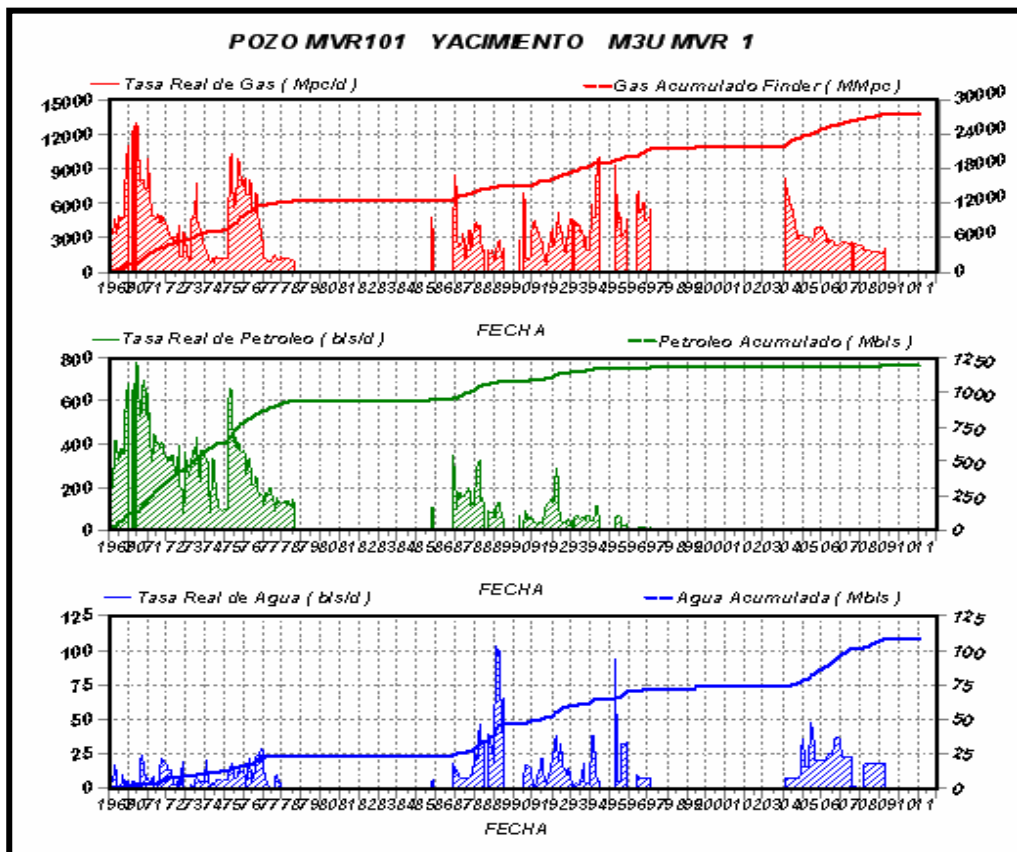 POZO MVR101 YACIMIENTO M3U MVR 1
Tasa Real de Gas ( Mpc/d ) Gas Acumulado Finder ( MMpc )
15000 30000
12000 24000
9000 18000
6000 12000
3000 6000
0 0
FECHA
Tasa Real de Petroleo ( bls/d ) Petroleo Acumulado ( Mbls )
800 1250
600 1000
750
400
500
200 250
0 0
FECHA
Tasa Real de Agua ( bls/d ) Agua Acumulada ( Mbls )
125 125
100 100
75 75
50 50
25 25
0 0
FECHA